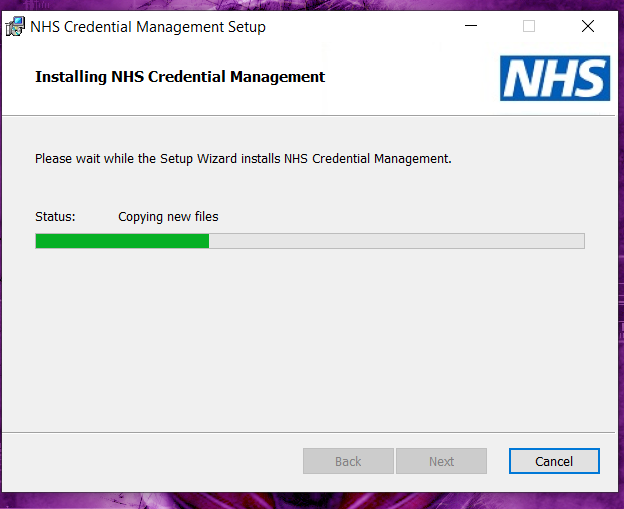 NHS Credential Management Setup
Installing NHS Credential Management
NHS
Please wait while the Setup Wizard installs NHS Credential Management.
Status: Copying new files
Back Next Cancel